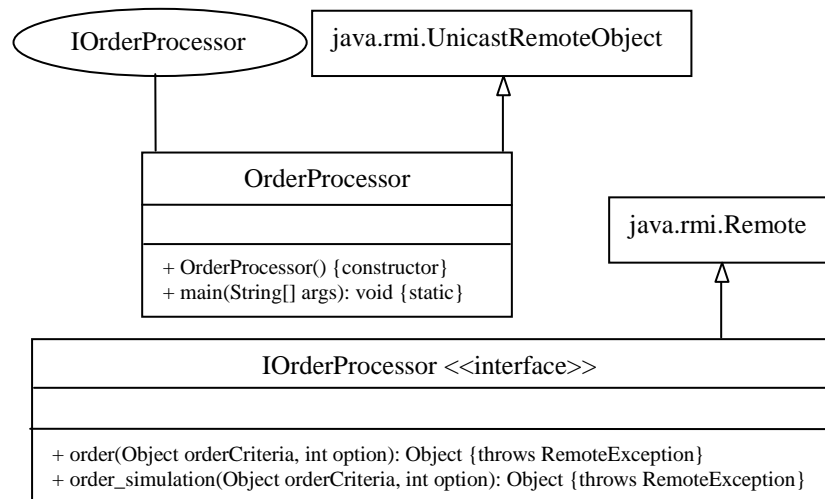 IOrderProcessor
java.rmi.UnicastRemoteObject
OrderProcessor
+ OrderProcessor() {constructor}
+ main(String[] args): void {static}
java.rmi.Remote
IOrderProcessor <<interface>>
+ order(Object orderCriteria, int option): Object {throws RemoteException}
+ order_simulation(Object orderCriteria, int option): Object {throws RemoteException}